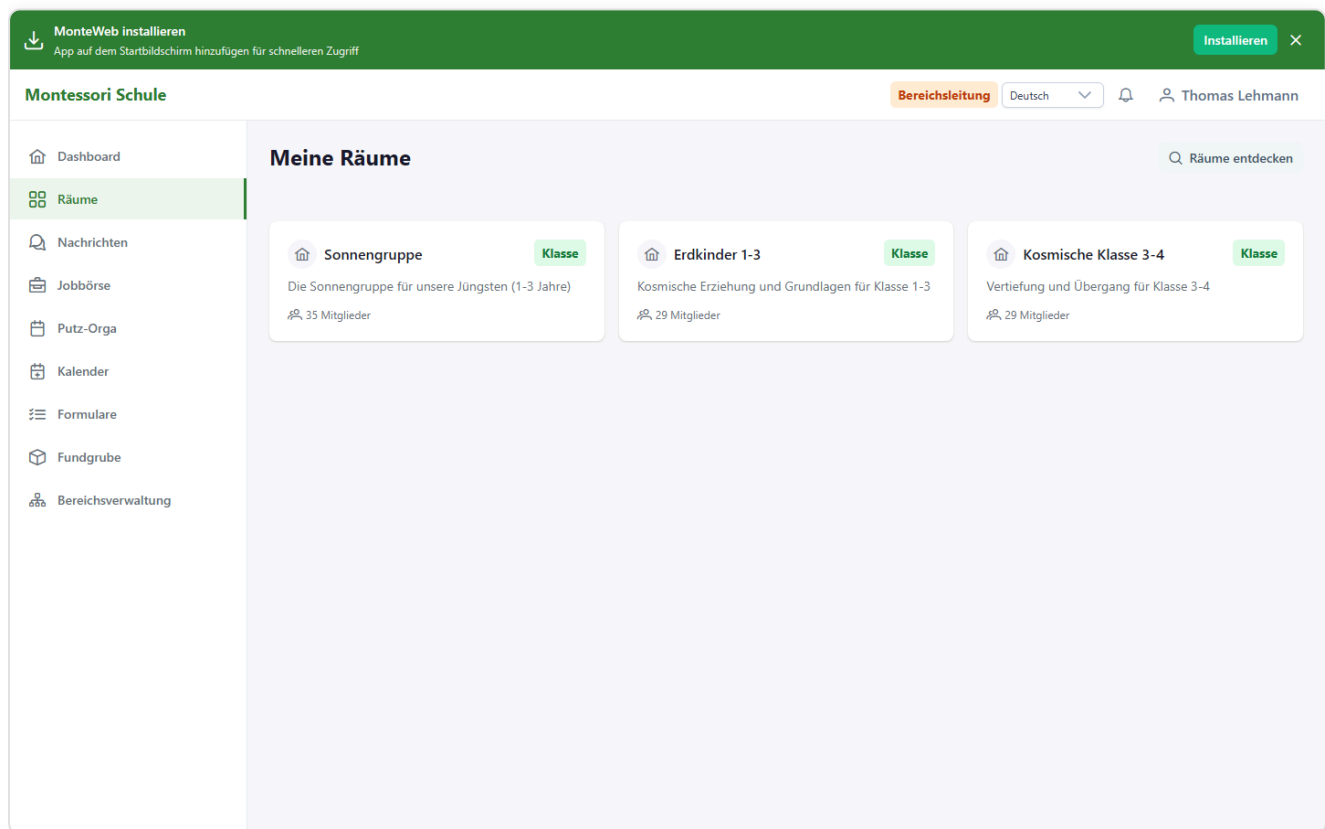 MonteWeb installieren
App auf dem Startbildschirm hinzufügen für schnelleren Zugriff
Installieren
Montessori Schule
Bereichsleitung
Deutsch
Thomas Lehmann
Dashboard
Räume
Nachrichten
Jobbörse
Putz-Orga
Kalender
Formulare
Fundgrube
Bereichsverwaltung
Meine Räume
Räume entdecken
Sonnengruppe
Klasse
Die Sonnengruppe für unsere Jüngsten (1-3 Jahre)
35 Mitglieder
Erdkinder 1-3
Klasse
Kosmische Erziehung und Grundlagen für Klasse 1-3
29 Mitglieder
Kosmische Klasse 3-4
Klasse
Vertiefung und Übergang für Klasse 3-4
29 Mitglieder